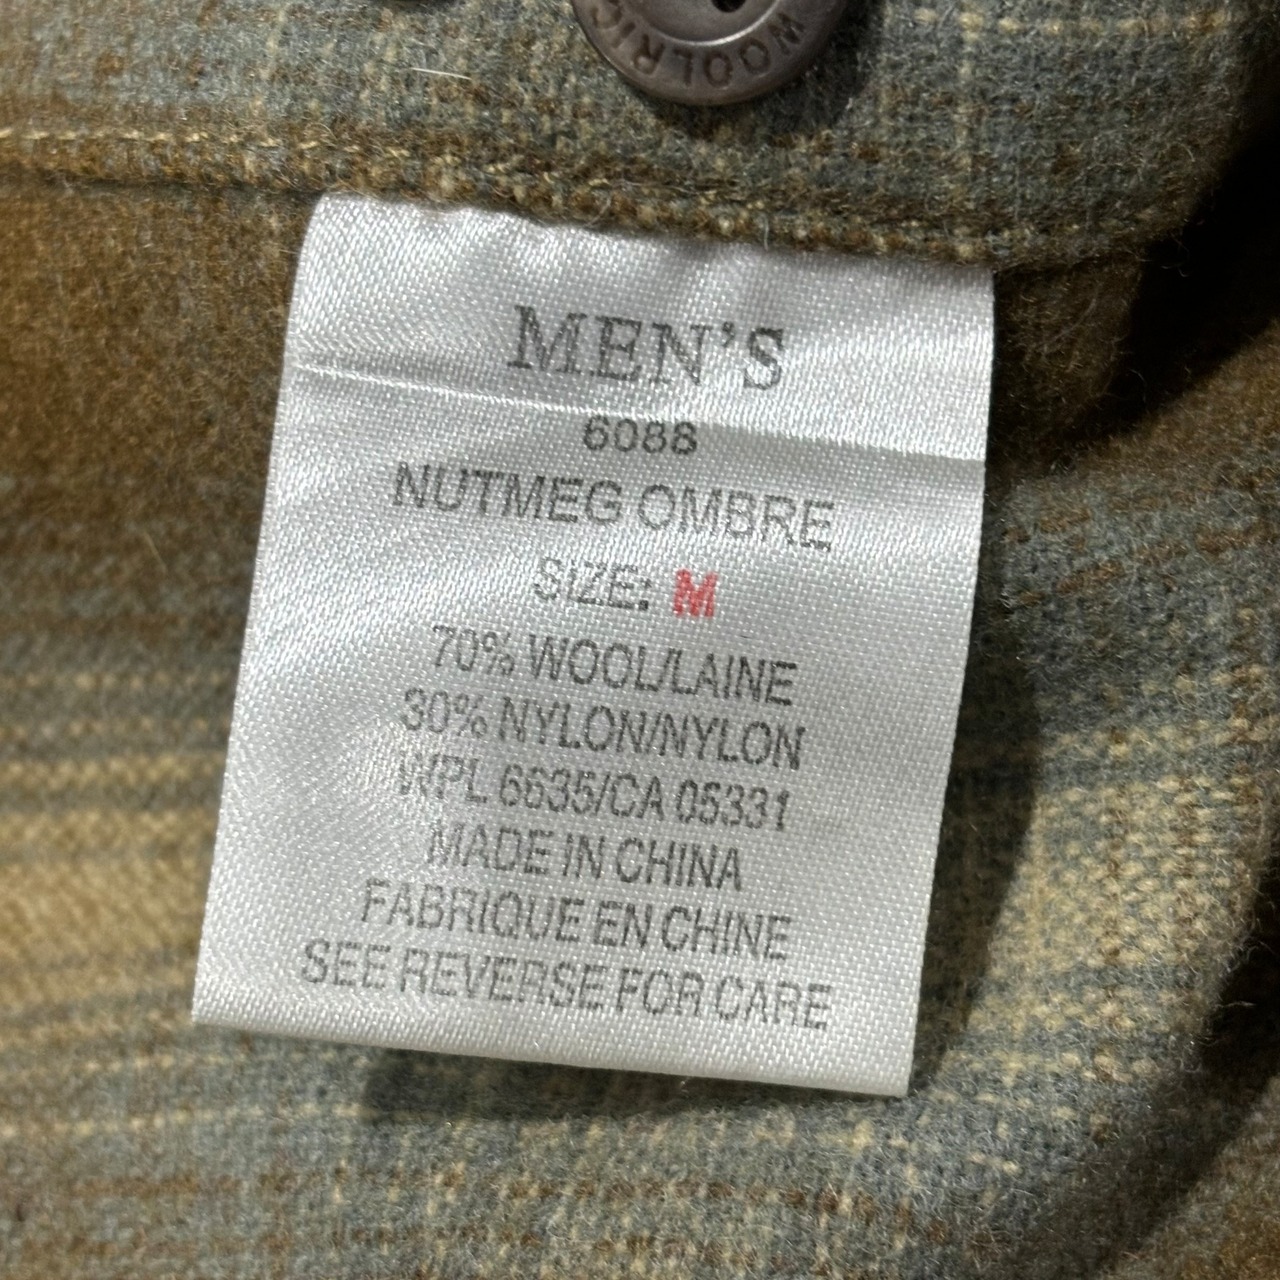 WOOLRIC
MEN'S
6088
NUTMEG OMBRE
SIZE: M
70% WOOL/LAINE
30% NYLON/NYLON
WPL 6635/CA 05331
MADE IN CHINA
FABRIQUE EN CHINE
SEE REVERSE FOR CARE